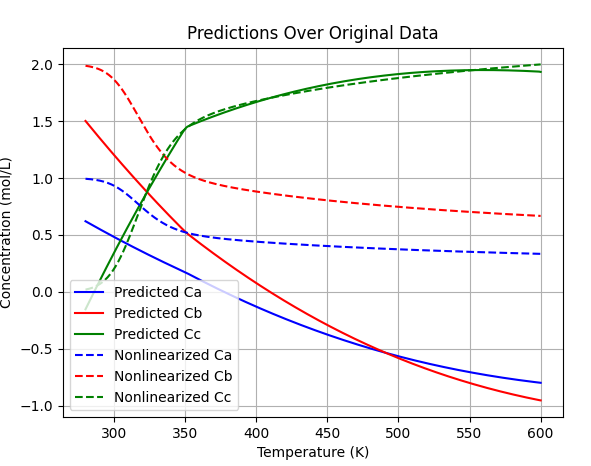 Predictions Over Original Data
Concentration (mol/L)
2.0
1.5
1.0
0.5
0.0
−0.5
−1.0
Predicted Ca
Predicted Cb
Predicted Cc
Nonlinearized Ca
Nonlinearized Cb
Nonlinearized Cc
300 350 400 450 500 550 600
Temperature (K)